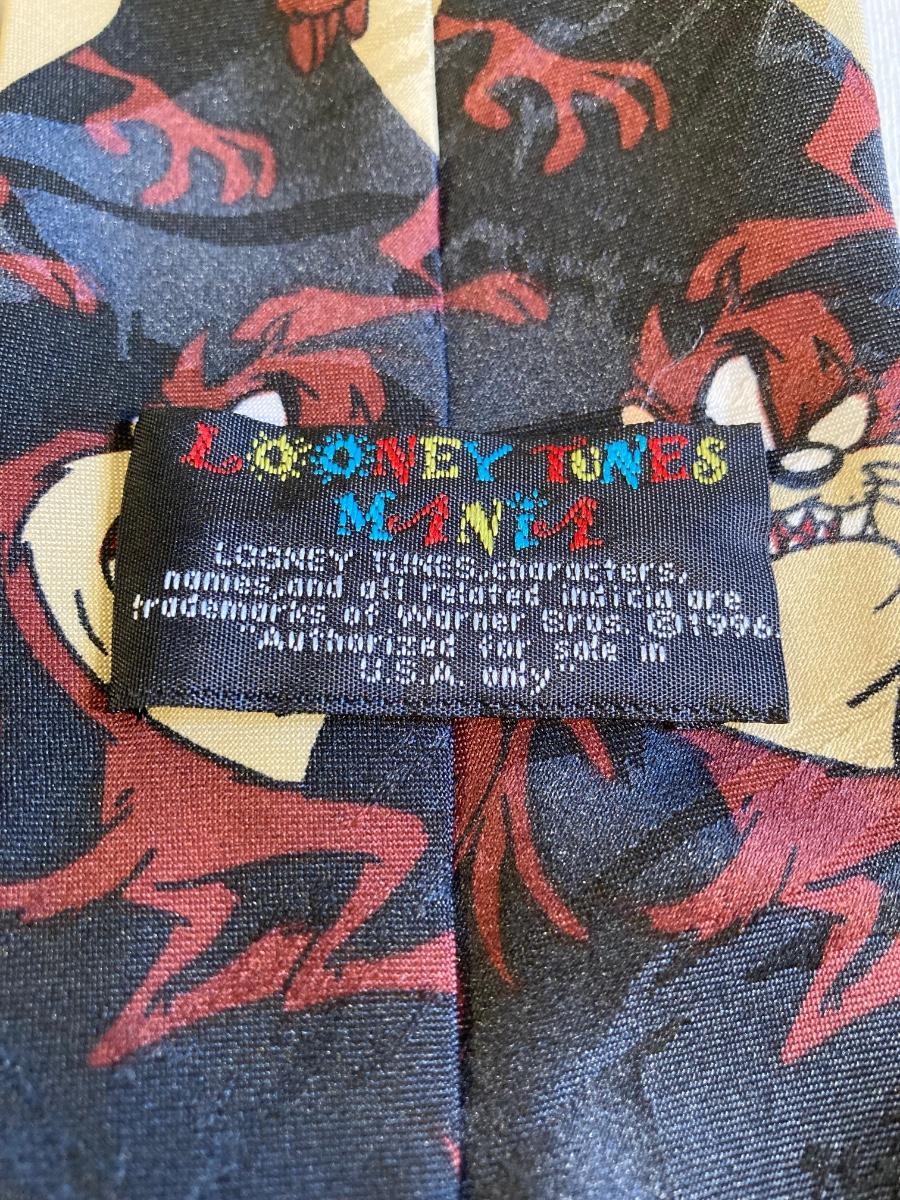 LOONEY TUNES
MANIA
LOONEY TUNES,characters,
names,and all related indicia are
trademarks of Warner Bros. ©1996.
Authorized for sale in
U.S.A. only